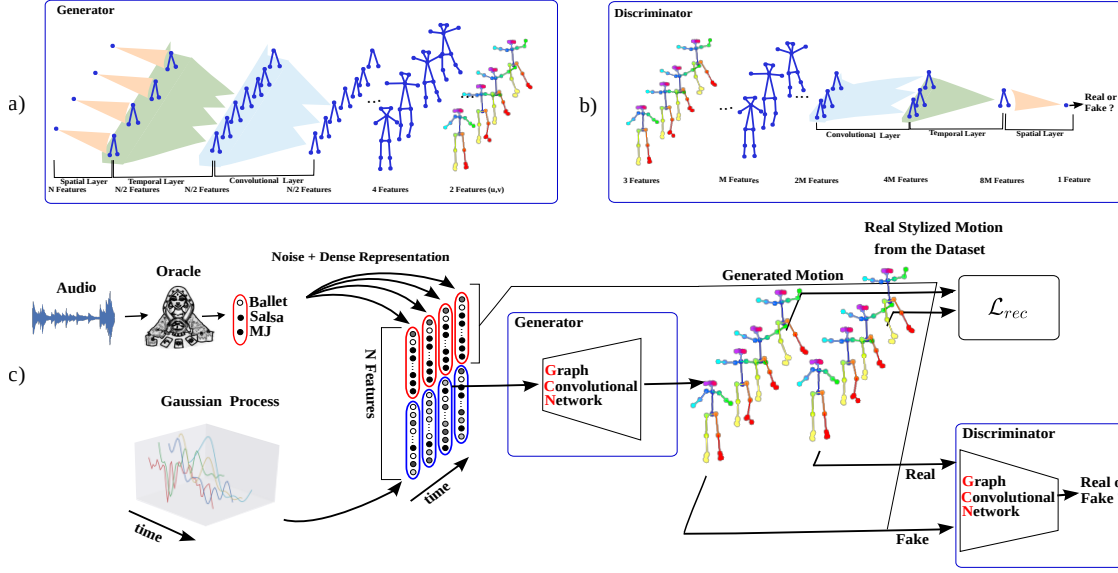 Generator
a)
Spatial Layer
Temporal Layer
Convolutional Layer
N Features
N/2 Features
N/2 Features
N/2 Features
4 Features
2 Features (u,v)
...
...
Discriminator
b)
...
...
Convolutional Layer
Temporal Layer
Spatial Layer
3 Features
M Features
2M Features
4M Features
8M Features
1 Feature
Real or
Fake ?
c)
Audio
Oracle
Ballet
Salsa
MJ
Noise + Dense Representation
N Features
Gaussian Process
time
time
Generator
Graph
Convolutional
Network
Generated Motion
Real Stylized Motion
from the Dataset
ℒrec
Real
Fake
Discriminator
Graph
Convolutional
Network
Real o
Fake